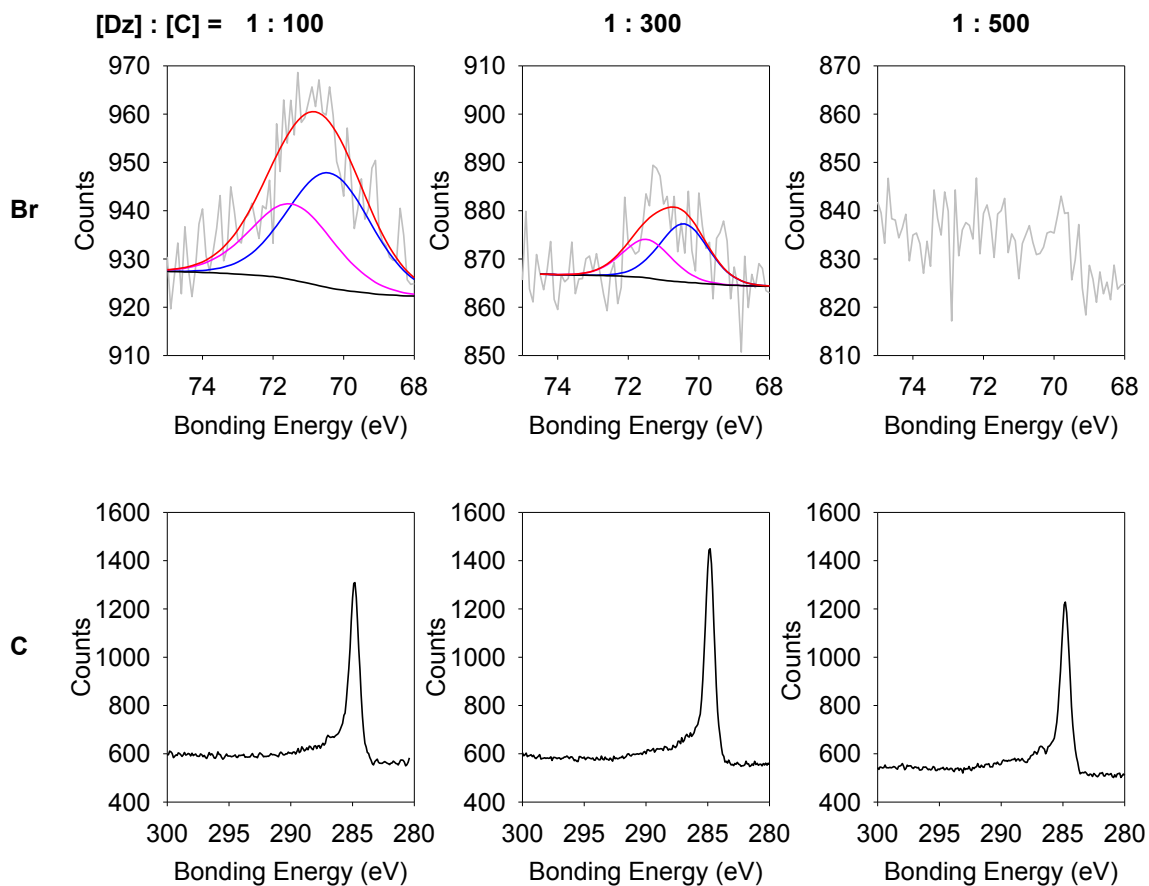 [Dz] : [C] = 1 : 100 1 : 300 1 : 500
Br
970
960
950
940
930
920
910
Counts
74 72 70 68
Bonding Energy (eV)
910
900
890
880
870
860
850
Counts
74 72 70 68
Bonding Energy (eV)
870
860
850
840
830
820
810
Counts
74 72 70 68
Bonding Energy (eV)
C
1600
1400
1200
1000
800
600
400
Counts
300 295 290 285 280
Bonding Energy (eV)
1600
1400
1200
1000
800
600
400
Counts
300 295 290 285 280
Bonding Energy (eV)
1600
1400
1200
1000
800
600
400
Counts
300 295 290 285 280
Bonding Energy (eV)